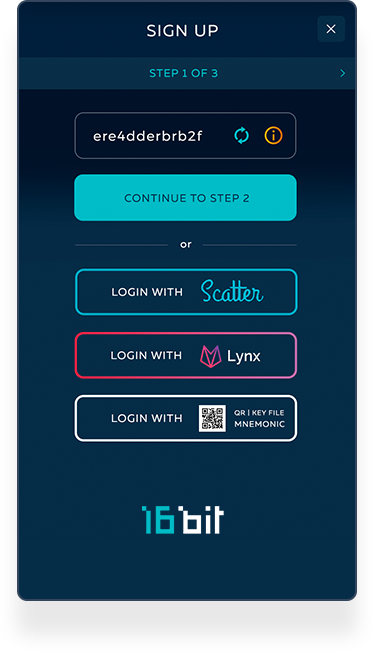 SIGN UP
STEP 1 OF 3
ere4dderbrb2f
CONTINUE TO STEP 2
or
LOGIN WITH Scatter
LOGIN WITH Lynx
LOGIN WITH QR | KEY FILE
MNEMONIC
16bit